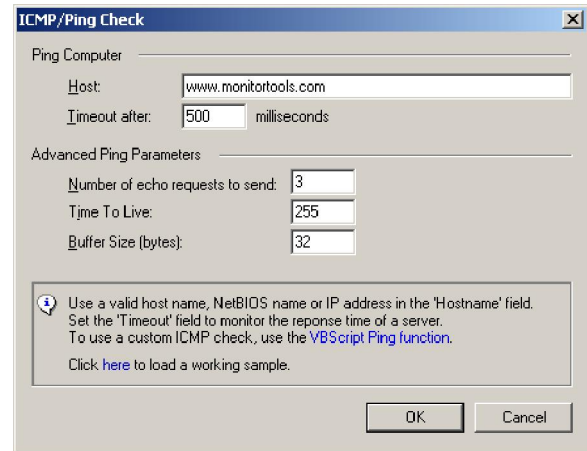 ICMP/Ping Check
Ping Computer
Host: www.monitortools.com
Timeout after: 500 milliseconds
Advanced Ping Parameters
Number of echo requests to send: 3
Time To Live: 255
Buffer Size (bytes): 32
Use a valid host name, NetBIOS name or IP address in the 'Hostname' field.
Set the 'Timeout' field to monitor the reponse time of a server.
To use a custom ICMP check, use the VBScript Ping function.
Click here to load a working sample.
OK Cancel